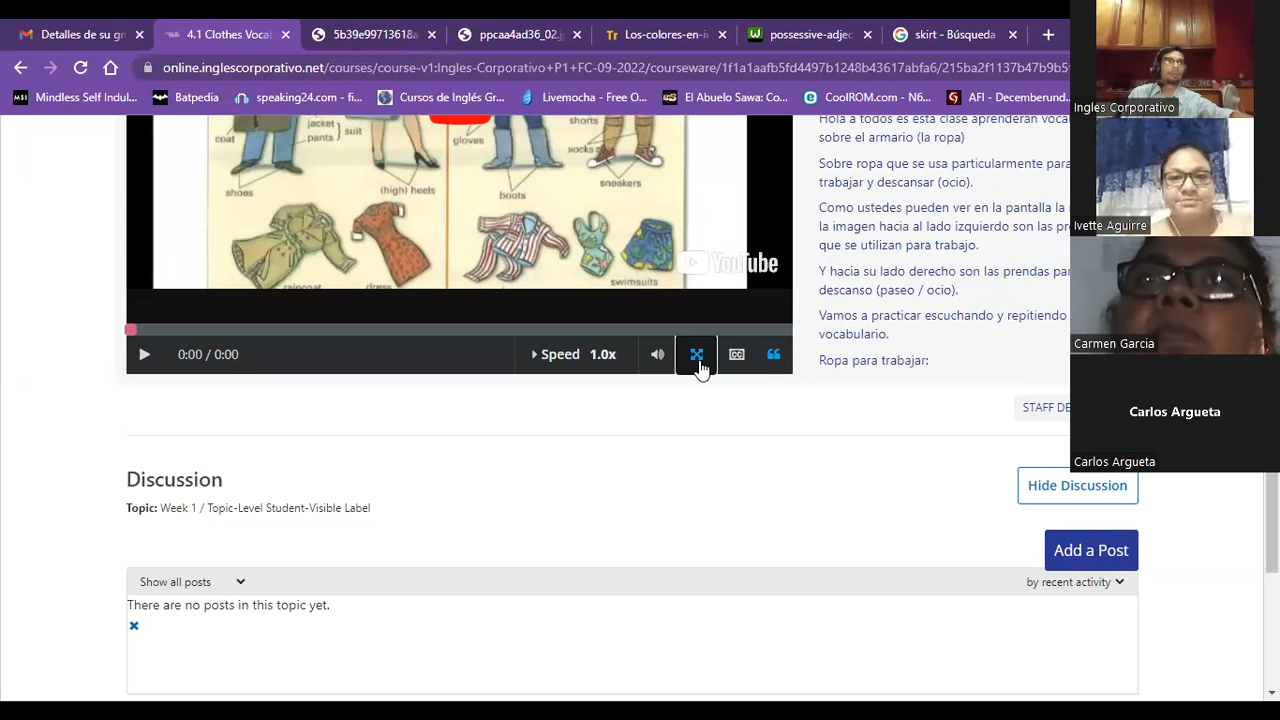 Detalles de su gr
4.1 Clothes Vocab
5b39e99713618a
ppcaa4ad36_02.j
Los-colores-en-i
possessive-adjec
skirt - Búsqueda
online.inglescorporativo.net/courses/course-v1:Ingles-Corporativo+P1+FC-09-2022/courseware/1f1a1aafb5fd4497b1248b43617abfa6/215ba2f1137b47b9b5
Mindless Self Indul...
Batpedia
speaking24.com - fi...
Cursos de Inglés Gr...
Livemocha - Free O...
El Abuelo Sawa: Co...
CoolROM.com - N6...
AFI - Decemberund
coat
jacket
pants
suit
gloves
shorts
socks
shoes
(high) heels
boots
sneakers
raincoat
dress
swimsuits
YouTube
0:00 / 0:00
Speed 1.0x
Hola a todos es esta clase aprenderán voca
sobre el armario (la ropa)
Sobre ropa que se usa particularmente para
trabajar y descansar (ocio).
Como ustedes pueden ver en la pantalla la
la imagen hacia al lado izquierdo son las pre
que se utilizan para trabajo.
Y hacia su lado derecho son las prendas par
descanso (paseo / ocio).
Vamos a practicar escuchando y repitiendo
vocabulario.
Ropa para trabajar:
STAFF DE
Discussion
Topic: Week 1 / Topic-Level Student-Visible Label
Hide Discussion
Add a Post
Show all posts
by recent activity
There are no posts in this topic yet.
Ingles Corporativo
Ivette Aguirre
Carmen Garcia
Carlos Argueta
Carlos Argueta